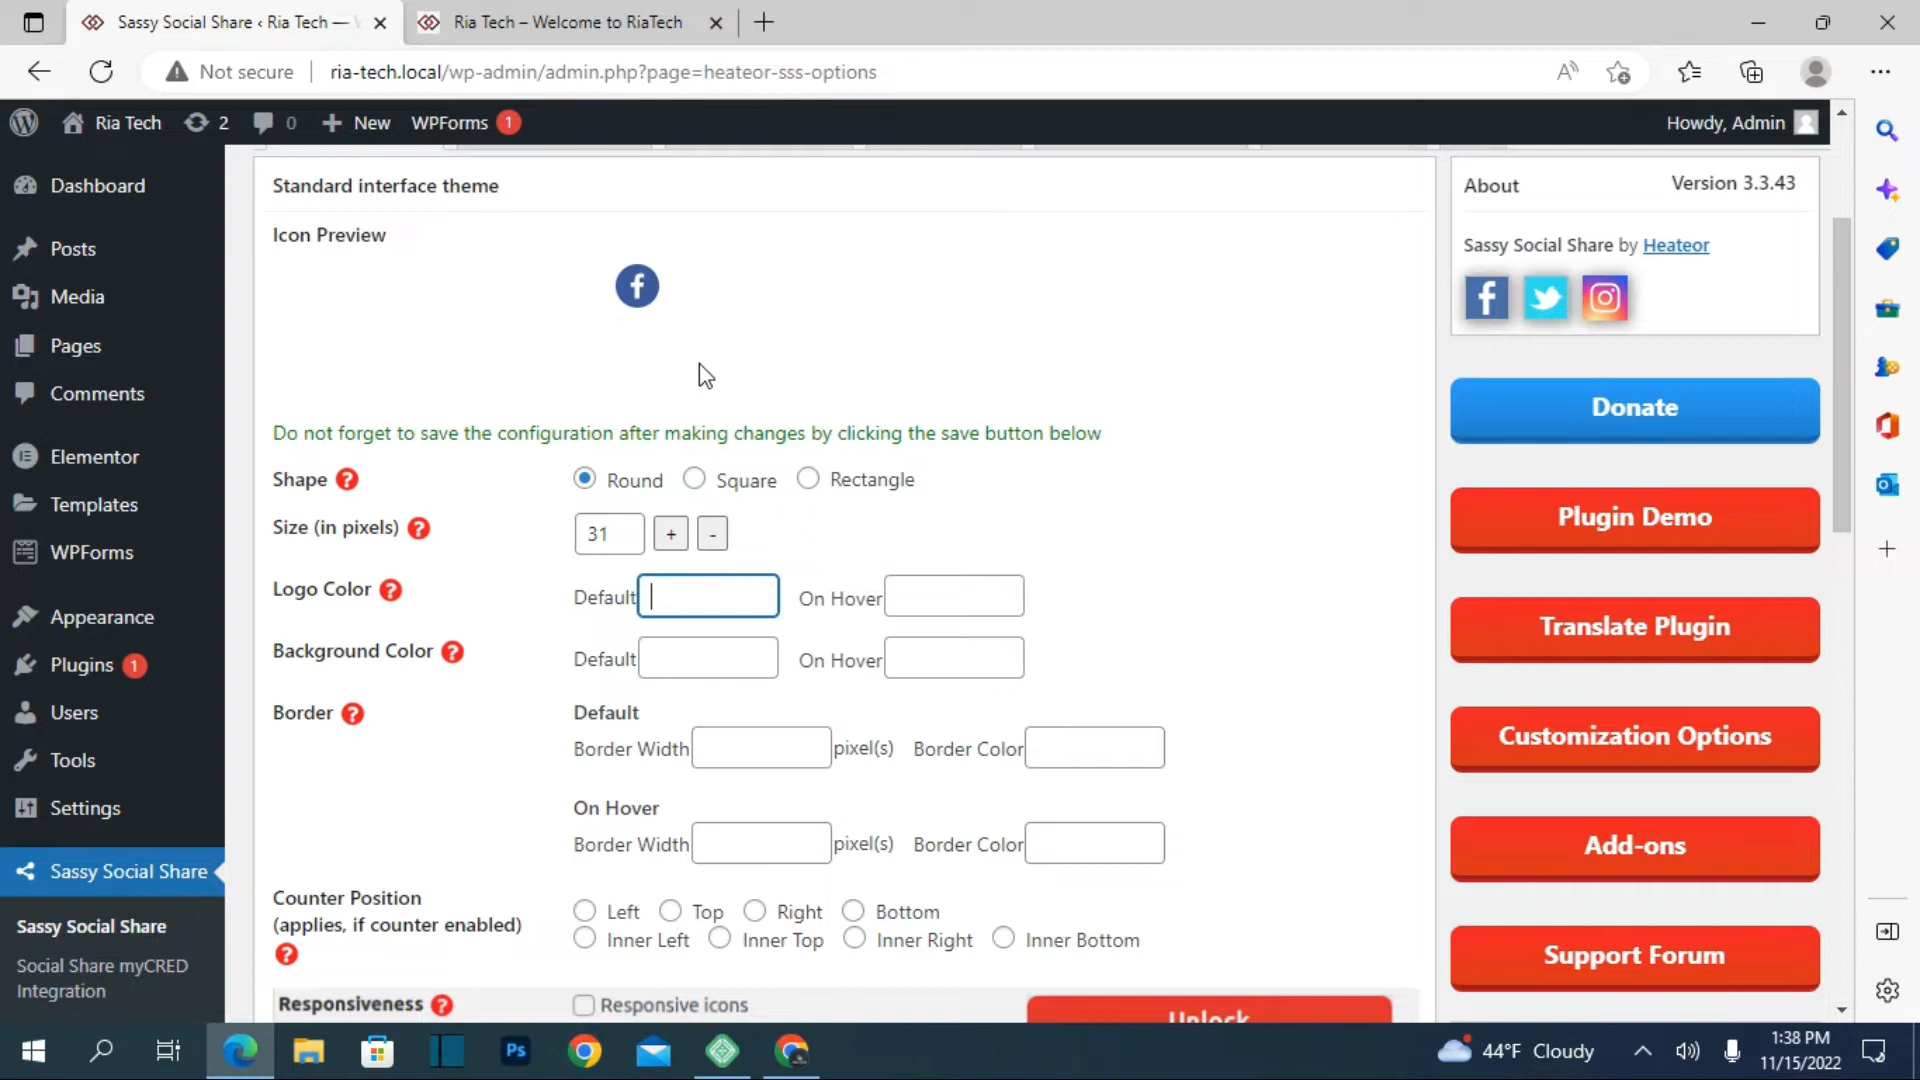 Sassy Social Share ‹ Ria Tech —
Ria Tech – Welcome to RiaTech
Not secure
ria-tech.local/wp-admin/admin.php?page=heateor-sss-options
Ria Tech
2
0
New
WPForms 1
Howdy, Admin
Dashboard
Posts
Media
Pages
Comments
Elementor
Templates
WPForms
Appearance
Plugins 1
Users
Tools
Settings
Sassy Social Share
Sassy Social Share
Social Share myCRED
Integration
Standard interface theme
Icon Preview
Do not forget to save the configuration after making changes by clicking the save button below
Shape ? Round Square Rectangle
Size (in pixels) ? 31 + -
Logo Color ? Default On Hover
Background Color ? Default On Hover
Border ? Default
Border Width pixel(s) Border Color
On Hover
Border Width pixel(s) Border Color
Counter Position
(applies, if counter enabled)
?
Left Top Right Bottom
Inner Left Inner Top Inner Right Inner Bottom
Responsiveness ? Responsive icons
Unlock
About Version 3.3.43
Sassy Social Share by Heateor
Donate
Plugin Demo
Translate Plugin
Customization Options
Add-ons
Support Forum
Ps
44°F Cloudy
1:38 PM
11/15/2022